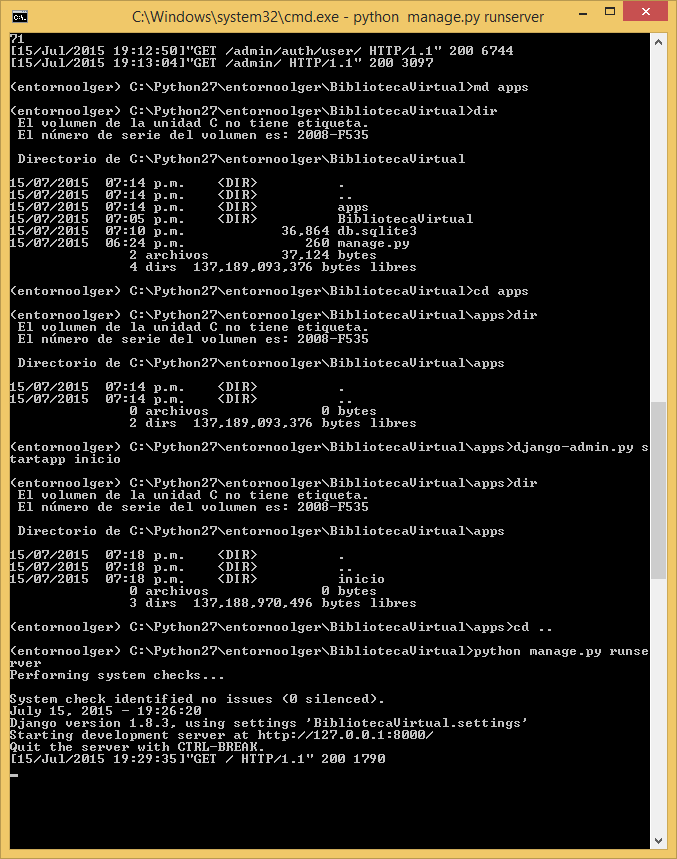 C:\Windows\system32\cmd.exe - python  manage.py runserver
71
[15/Jul/2015 19:12:50]"GET /admin/auth/user/ HTTP/1.1" 200 6744
[15/Jul/2015 19:13:04]"GET /admin/ HTTP/1.1" 200 3097
(entornoolger) C:\Python27\entornoolger\BibliotecaVirtual>md apps
(entornoolger) C:\Python27\entornoolger\BibliotecaVirtual>dir
 El volumen de la unidad C no tiene etiqueta.
 El número de serie del volumen es: 2008-F535
 Directorio de C:\Python27\entornoolger\BibliotecaVirtual
15/07/2015  07:14 p.m.    <DIR>          .
15/07/2015  07:14 p.m.    <DIR>          ..
15/07/2015  07:14 p.m.    <DIR>          apps
15/07/2015  07:05 p.m.    <DIR>          BibliotecaVirtual
15/07/2015  07:10 p.m.            36,864 db.sqlite3
15/07/2015  06:24 p.m.               260 manage.py
               2 archivos         37,124 bytes
               4 dirs  137,189,093,376 bytes libres
(entornoolger) C:\Python27\entornoolger\BibliotecaVirtual>cd apps
(entornoolger) C:\Python27\entornoolger\BibliotecaVirtual\apps>dir
 El volumen de la unidad C no tiene etiqueta.
 El número de serie del volumen es: 2008-F535
 Directorio de C:\Python27\entornoolger\BibliotecaVirtual\apps
15/07/2015  07:14 p.m.    <DIR>          .
15/07/2015  07:14 p.m.    <DIR>          ..
               0 archivos              0 bytes
               2 dirs  137,189,093,376 bytes libres
(entornoolger) C:\Python27\entornoolger\BibliotecaVirtual\apps>django-admin.py s
tartapp inicio
(entornoolger) C:\Python27\entornoolger\BibliotecaVirtual\apps>dir
 El volumen de la unidad C no tiene etiqueta.
 El número de serie del volumen es: 2008-F535
 Directorio de C:\Python27\entornoolger\BibliotecaVirtual\apps
15/07/2015  07:18 p.m.    <DIR>          .
15/07/2015  07:18 p.m.    <DIR>          ..
15/07/2015  07:18 p.m.    <DIR>          inicio
               0 archivos              0 bytes
               3 dirs  137,188,970,496 bytes libres
(entornoolger) C:\Python27\entornoolger\BibliotecaVirtual\apps>cd ..
(entornoolger) C:\Python27\entornoolger\BibliotecaVirtual>python manage.py runse
rver
Performing system checks...
System check identified no issues (0 silenced).
July 15, 2015 - 19:26:20
Django version 1.8.3, using settings 'BibliotecaVirtual.settings'
Starting development server at http://127.0.0.1:8000/
Quit the server with CTRL-BREAK.
[15/Jul/2015 19:29:35]"GET / HTTP/1.1" 200 1790